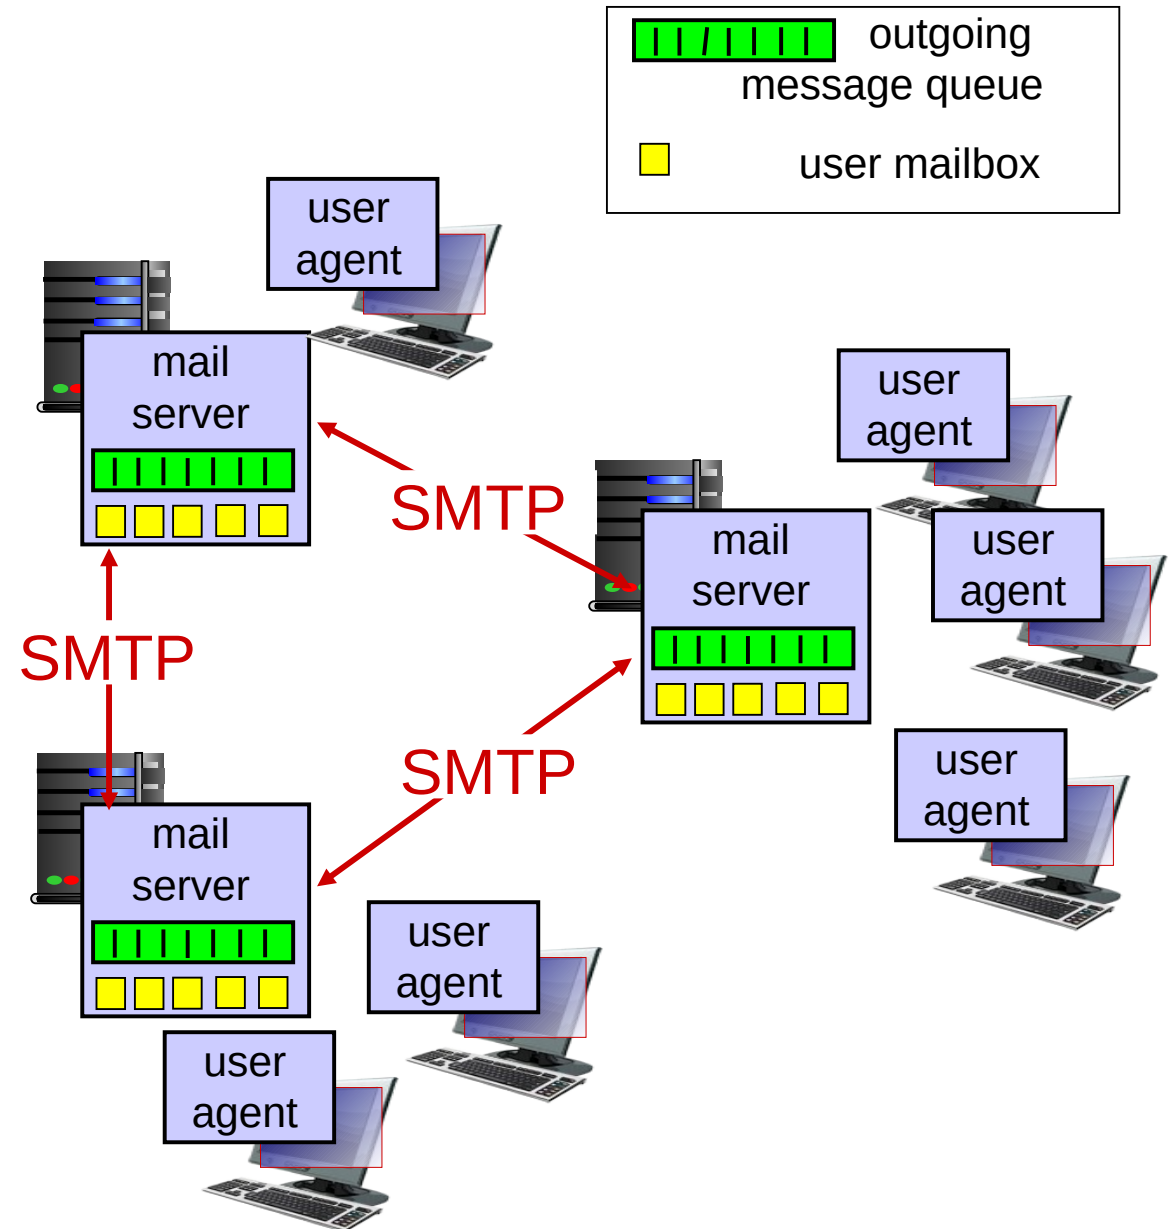 outgoing
message queue
user mailbox
user
agent
mail
server
SMTP
user
agent
mail
server
user
agent
SMTP
SMTP
user
agent
mail
server
user
agent
user
agent